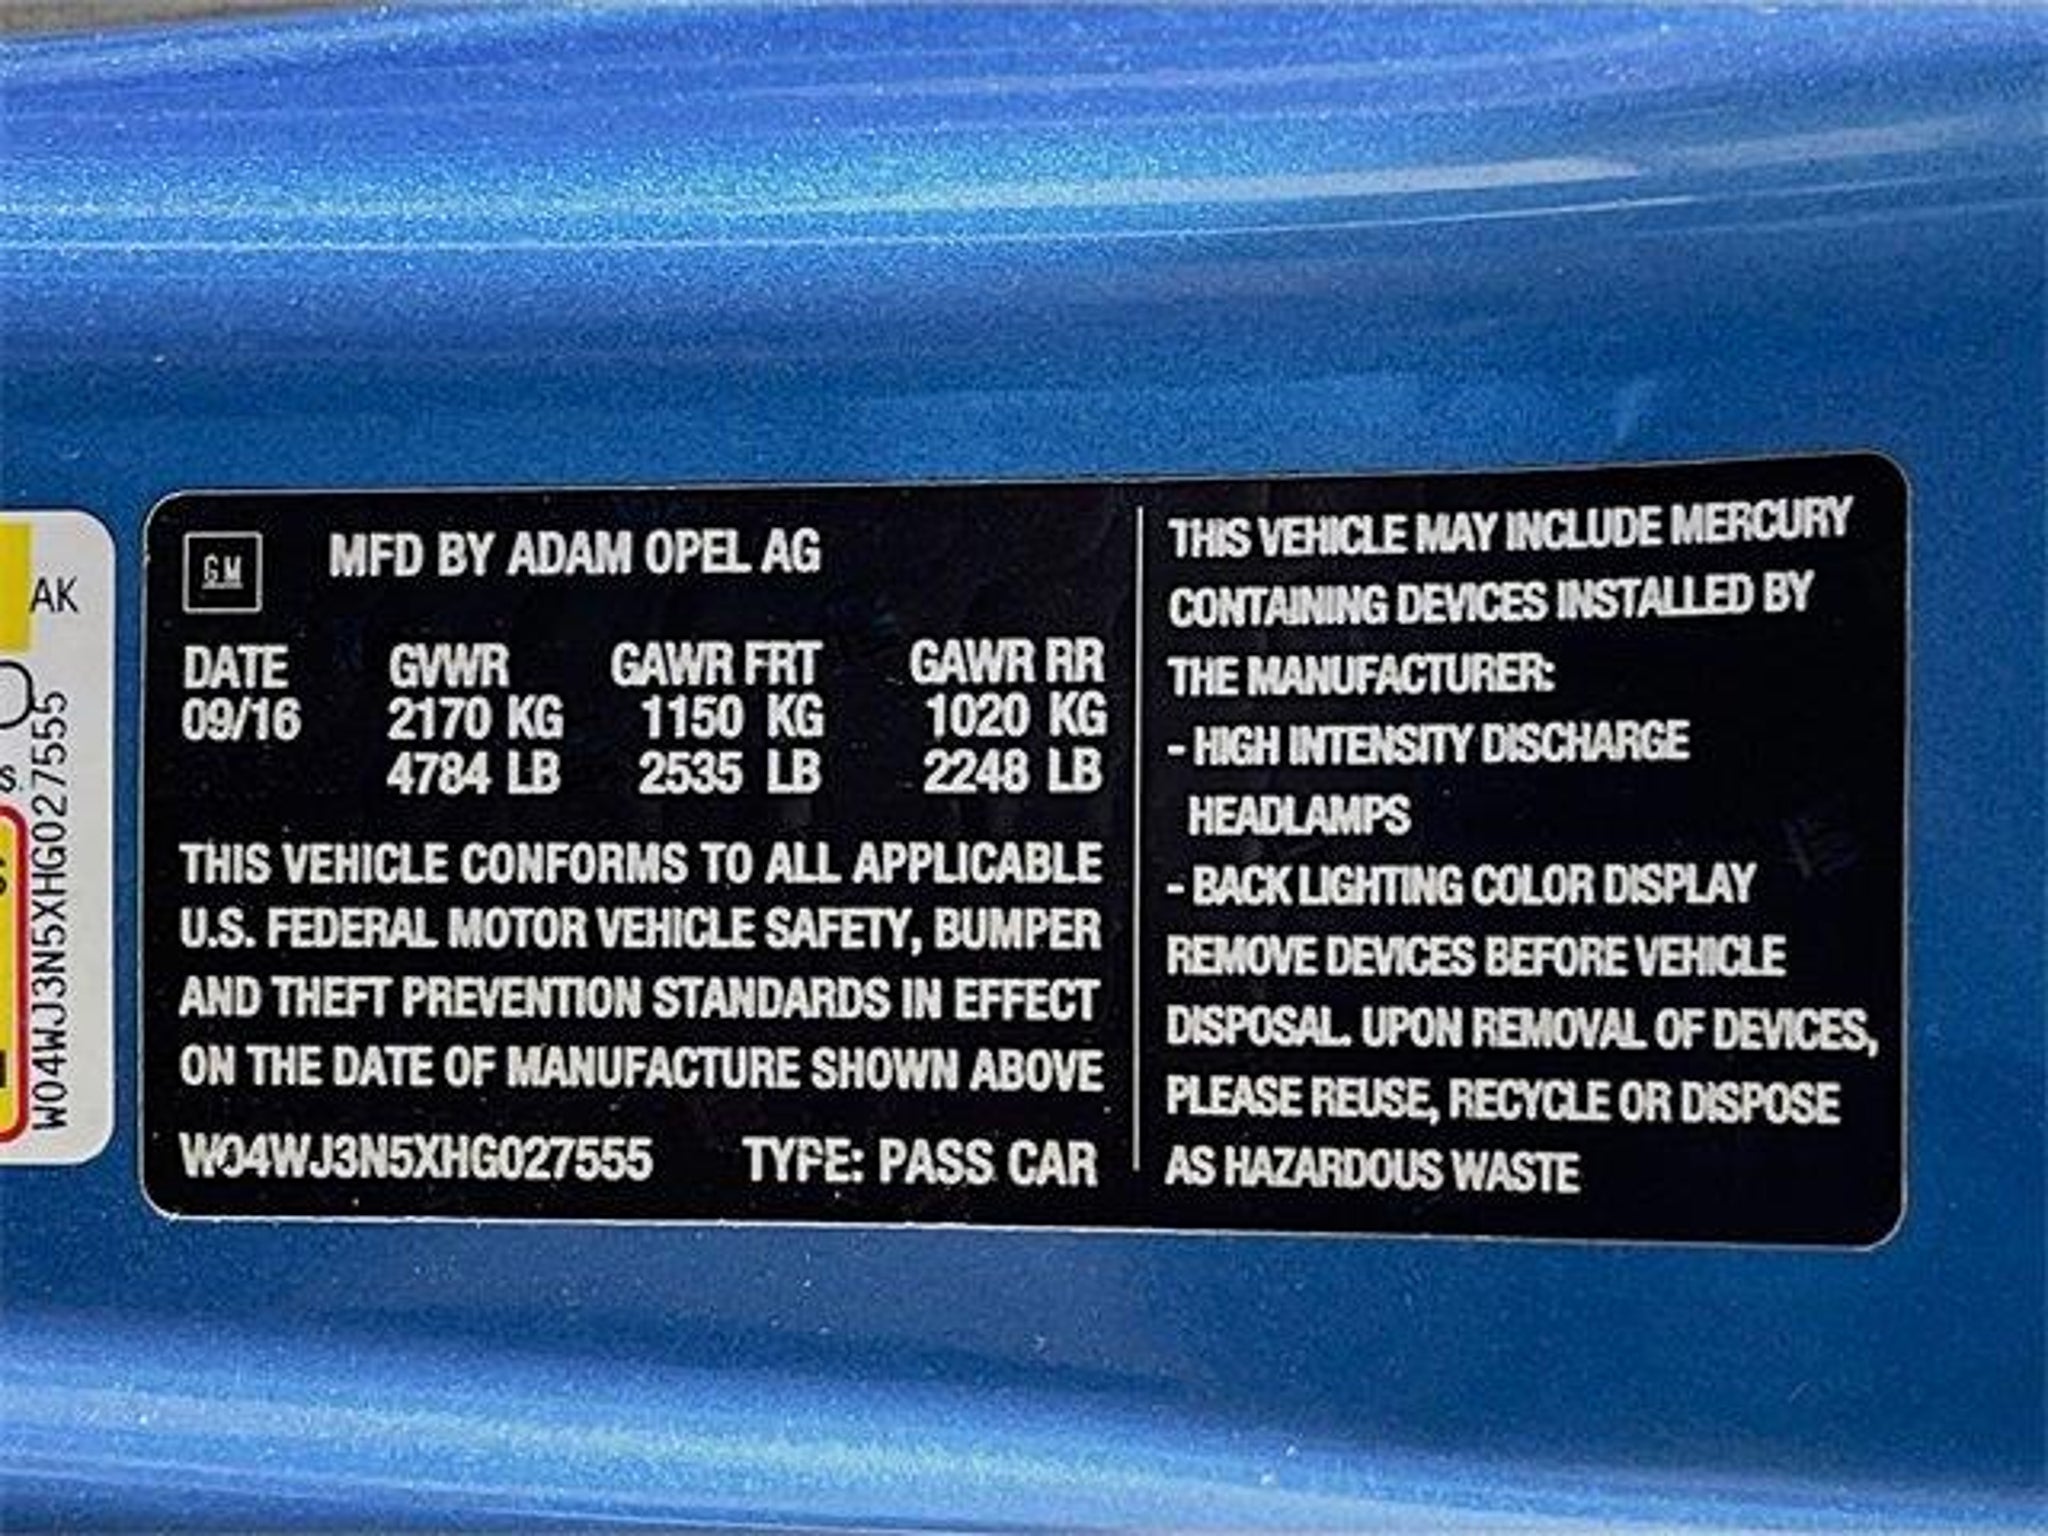 AK
s.
W04WJ3N5XHG027555
GM
MFD BY ADAM OPEL AG
DATE GVWR GAWR FRT GAWR RR
09/16 2170 KG 1150 KG 1020 KG
4784 LB 2535 LB 2248 LB
THIS VEHICLE CONFORMS TO ALL APPLICABLE
U.S. FEDERAL MOTOR VEHICLE SAFETY, BUMPER
AND THEFT PREVENTION STANDARDS IN EFFECT
ON THE DATE OF MANUFACTURE SHOWN ABOVE
W04WJ3N5XHG027555 TYPE: PASS CAR
THIS VEHICLE MAY INCLUDE MERCURY
CONTAINING DEVICES INSTALLED BY
THE MANUFACTURER:
- HIGH INTENSITY DISCHARGE
HEADLAMPS
- BACK LIGHTING COLOR DISPLAY
REMOVE DEVICES BEFORE VEHICLE
DISPOSAL. UPON REMOVAL OF DEVICES,
PLEASE REUSE, RECYCLE OR DISPOSE
AS HAZARDOUS WASTE